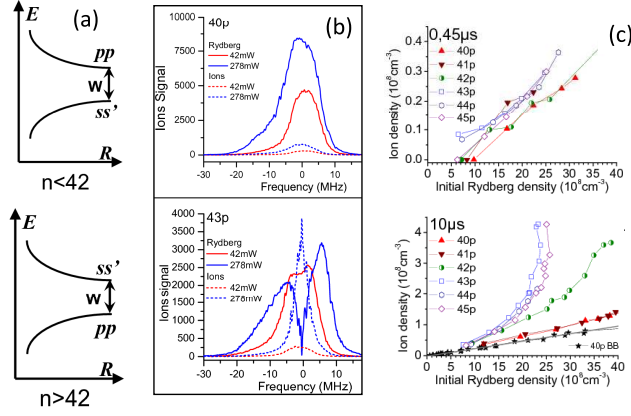 (a)
E
pp
W
ss'
R
n<42
E
ss'
W
pp
R
n>42
(b)
40p
Rydberg
42mW
278mW
Ions
42mW
278mW
Ions Signal
10000
7500
5000
2500
0
-30 -20 -10 0 10 20
Frequency (MHz)
43p
Rydberg
42mW
278mW
Ions
42mW
278mW
Ions signal
4000
3500
3000
2500
2000
1500
1000
500
0
-30 -20 -10 0 10 20
Frequency (MHz)
(c)
0,45µs
40p
41p
42p
43p
44p
45p
Ion density (10⁸cm⁻³)
0.4
0.3
0.2
0.1
0.0
0 5 10 15 20 25 30 35 40
Initial Rydberg density (10⁸cm⁻³)
10µs
40p
41p
42p
43p
44p
45p
40p BB
4
3
2
1
0
0 5 10 15 20 25 30 35 40
Initial Rydberg density (10⁸cm⁻³)